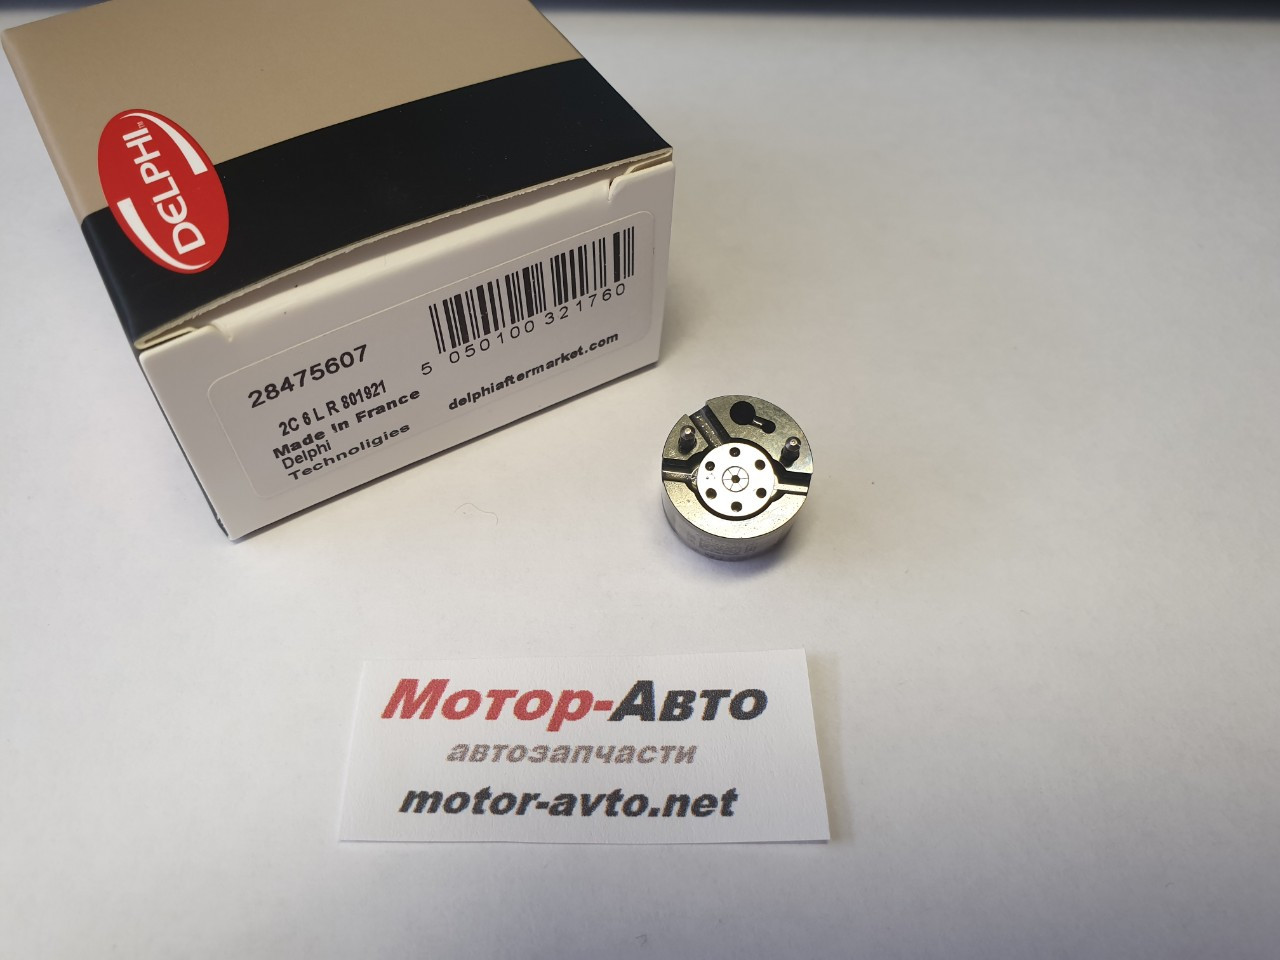 DELPHI
28475607
2C 6 L R 801921
Made In France
Delphi
Technoligies
5 050100 321760
delphiaftermarket.com
Мотор-Авто
автозапчасти
motor-avto.net